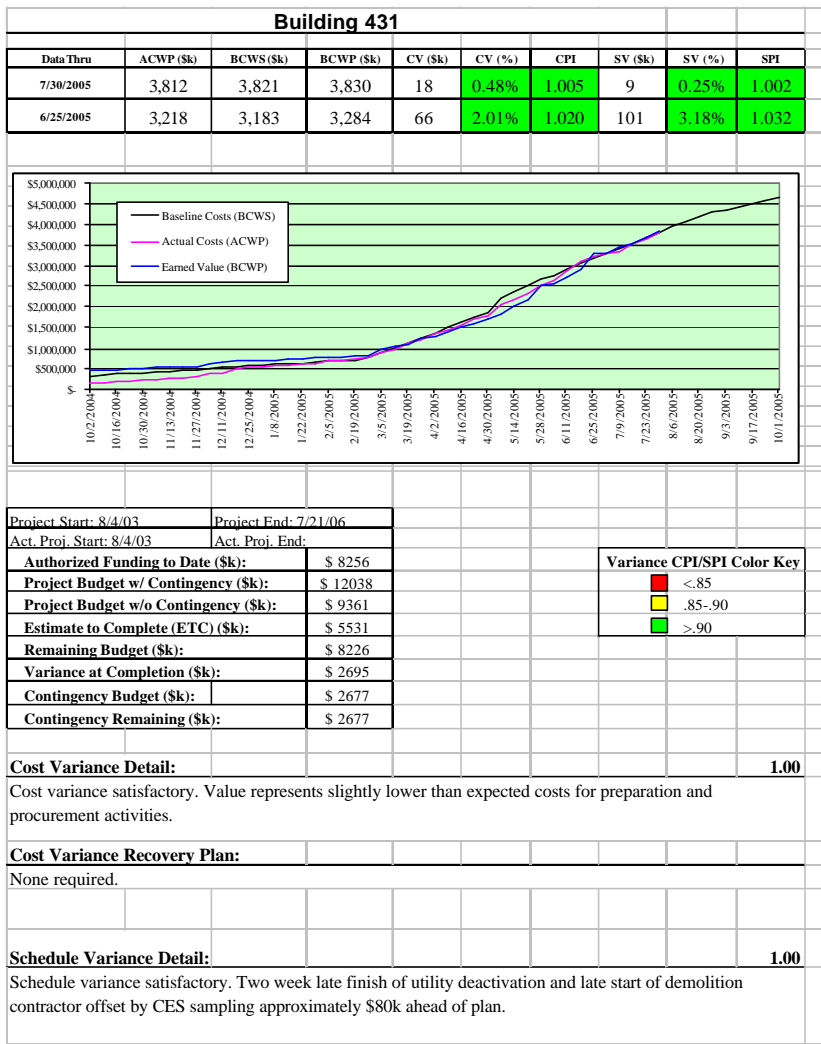 Building 431
Data Thru ACWP ($k) BCWS ($k) BCWP ($k) CV ($k) CV (%) CPI SV ($k) SV (%) SPI
7/30/2005 3,812 3,821 3,830 18 0.48% 1.005 9 0.25% 1.002
6/25/2005 3,218 3,183 3,284 66 2.01% 1.020 101 3.18% 1.032
$5,000,000
$4,500,000
$4,000,000
$3,500,000
$3,000,000
$2,500,000
$2,000,000
$1,500,000
$1,000,000
$500,000
$-
Baseline Costs (BCWS)
Actual Costs (ACWP)
Earned Value (BCWP)
10/2/2004
10/16/2004
10/30/2004
11/13/2004
11/27/2004
12/11/2004
12/25/2004
1/8/2005
1/22/2005
2/5/2005
2/19/2005
3/5/2005
3/19/2005
4/2/2005
4/16/2005
4/30/2005
5/14/2005
5/28/2005
6/11/2005
6/25/2005
7/9/2005
7/23/2005
8/6/2005
8/20/2005
9/3/2005
9/17/2005
10/1/2005
Project Start: 8/4/03 Project End: 7/21/06
Act. Proj. Start: 8/4/03 Act. Proj. End:
Authorized Funding to Date ($k): $ 8256
Project Budget w/ Contingency ($k): $ 12038
Project Budget w/o Contingency ($k): $ 9361
Estimate to Complete (ETC) ($k): $ 5531
Remaining Budget ($k): $ 8226
Variance at Completion ($k): $ 2695
Contingency Budget ($k): $ 2677
Contingency Remaining ($k): $ 2677
Variance CPI/SPI Color Key
<.85
.85-.90
>.90
Cost Variance Detail: 1.00
Cost variance satisfactory. Value represents slightly lower than expected costs for preparation and
procurement activities.
Cost Variance Recovery Plan:
None required.
Schedule Variance Detail: 1.00
Schedule variance satisfactory. Two week late finish of utility deactivation and late start of demolition
contractor offset by CES sampling approximately $80k ahead of plan.